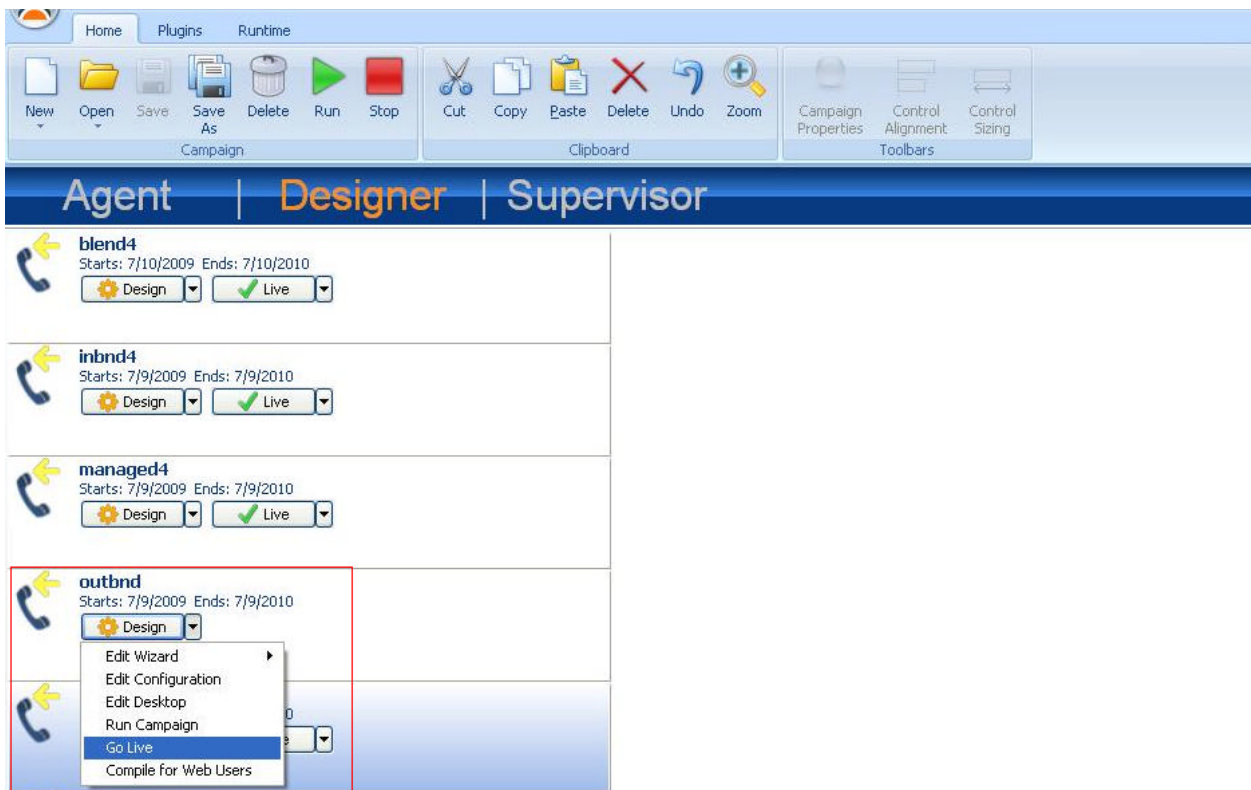 Home Plugins Runtime
New Open Save Save As Delete Run Stop Cut Copy Paste Delete Undo Zoom Campaign Properties Control Alignment Control Sizing
Campaign Clipboard Toolbars
Agent | Designer | Supervisor
blend4
Starts: 7/10/2009 Ends: 7/10/2010
Design Live
inbnd4
Starts: 7/9/2009 Ends: 7/9/2010
Design Live
managed4
Starts: 7/9/2009 Ends: 7/9/2010
Design Live
outbnd
Starts: 7/9/2009 Ends: 7/9/2010
Design
Edit Wizard
Edit Configuration
Edit Desktop
Run Campaign
Go Live
Compile for Web Users